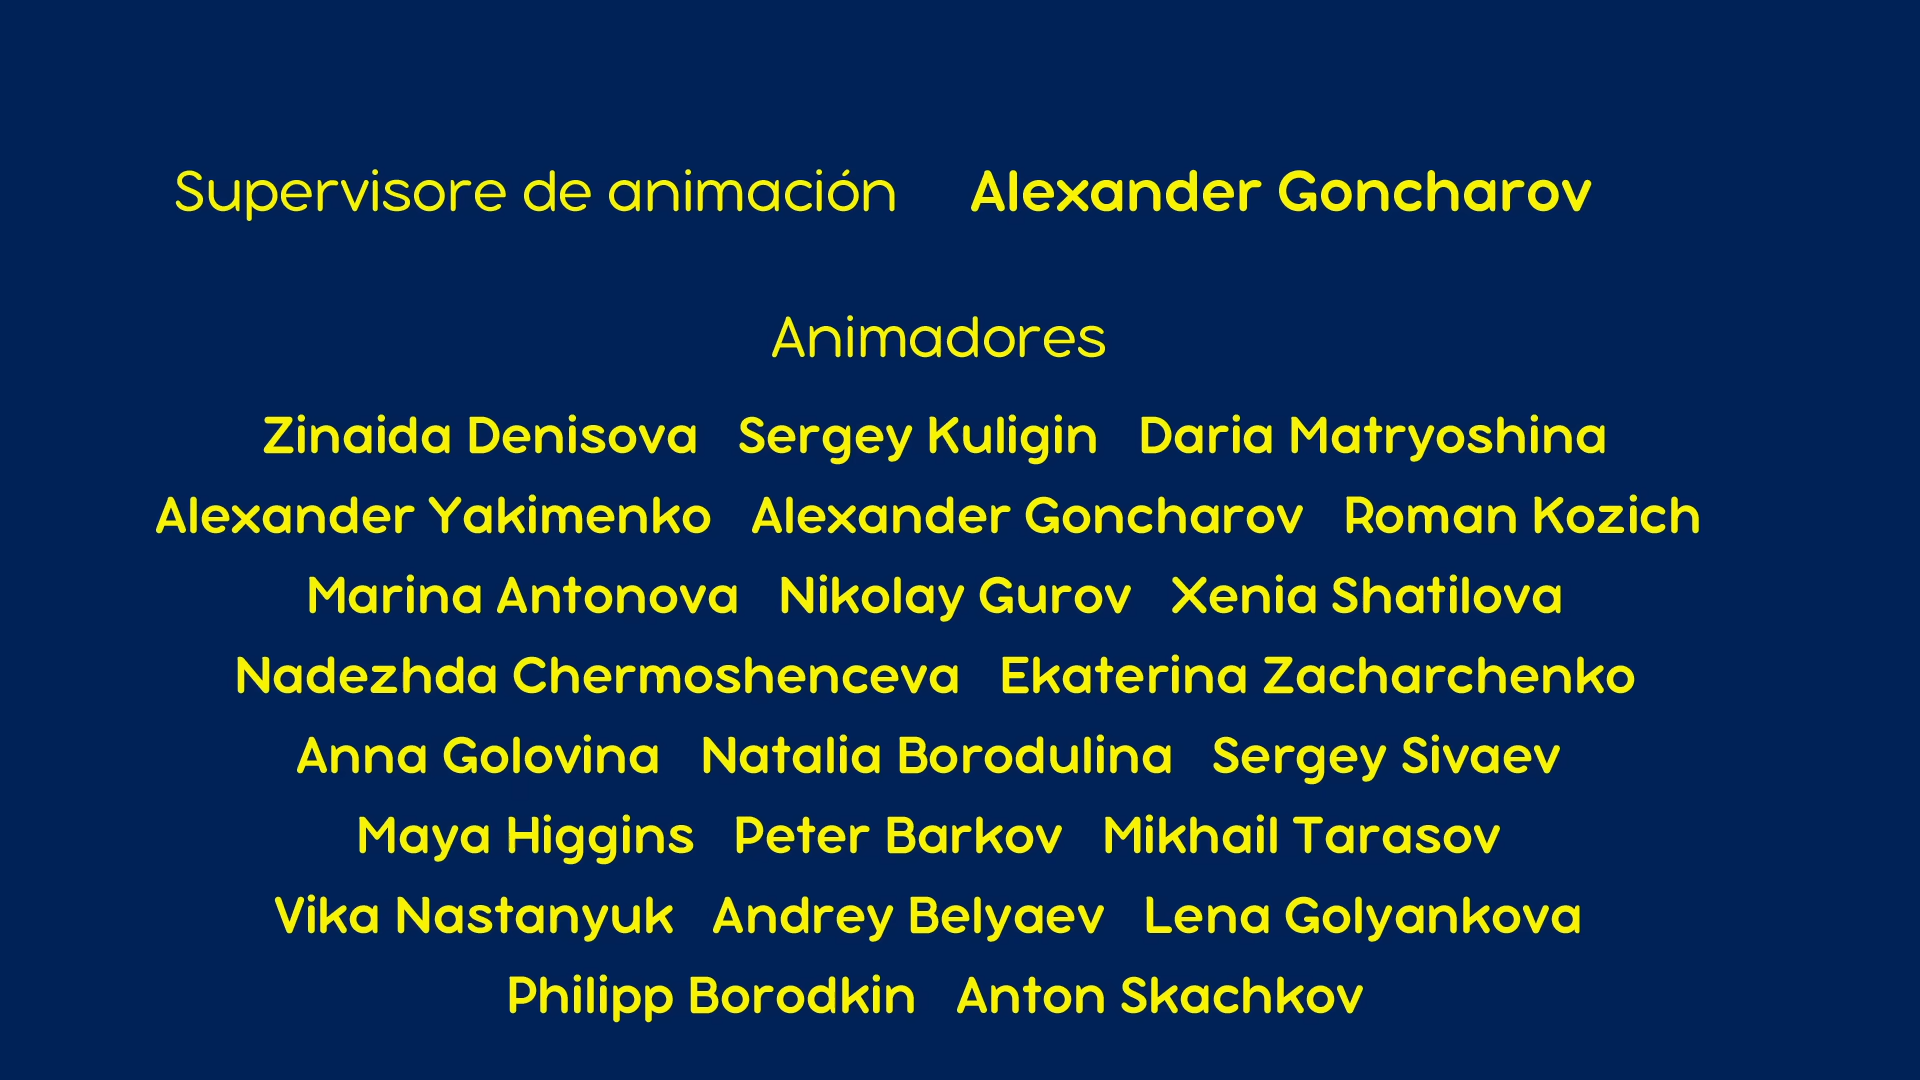 Supervisore de animación Alexander Goncharov
Animadores
Zinaida Denisova Sergey Kuligin Daria Matryoshina
Alexander Yakimenko Alexander Goncharov Roman Kozich
Marina Antonova Nikolay Gurov Xenia Shatilova
Nadezhda Chermoshenceva Ekaterina Zacharchenko
Anna Golovina Natalia Borodulina Sergey Sivaev
Maya Higgins Peter Barkov Mikhail Tarasov
Vika Nastanyuk Andrey Belyaev Lena Golyankova
Philipp Borodkin Anton Skachkov